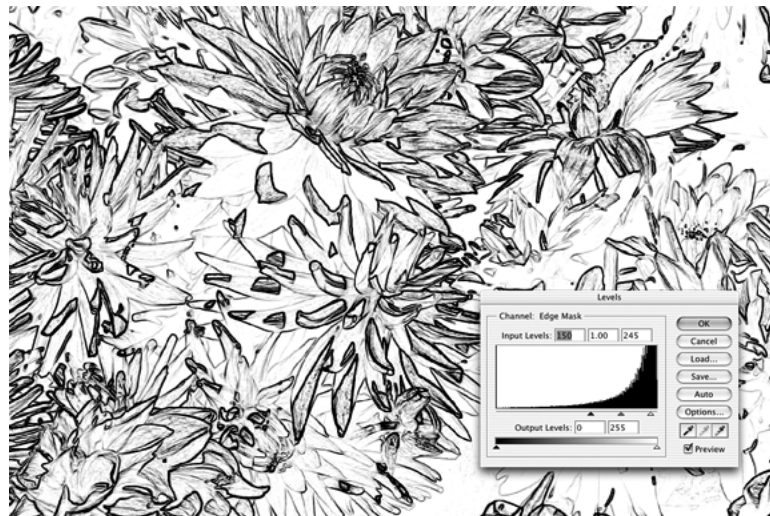 Levels
Channel: Edge Mask
Input Levels: 150 1.00 245
Output Levels: 0 255
OK
Cancel
Load...
Save...
Auto
Options...
Preview